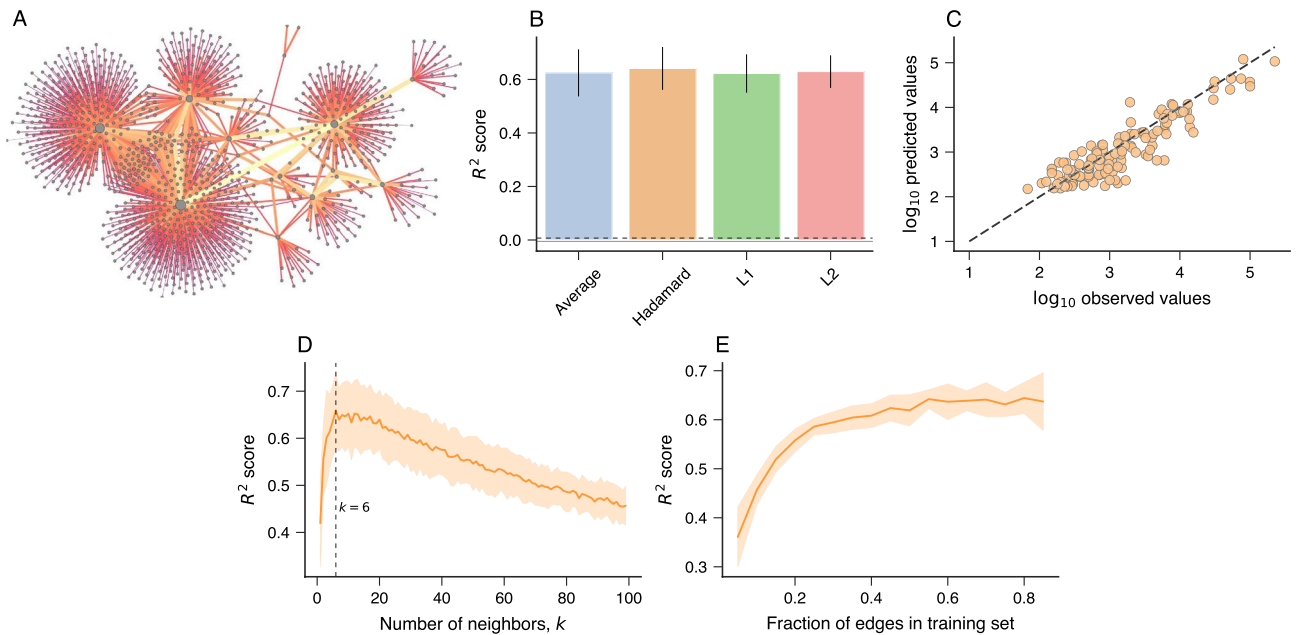 A
B
R² score
0.6
0.4
0.2
0.0
Average
Hadamard
L1
L2
C
log₁₀ predicted values
5
4
3
2
1
1 2 3 4 5
log₁₀ observed values
D
R² score
0.7
0.6
0.5
0.4
k = 6
0 20 40 60 80 100
Number of neighbors, k
E
R² score
0.7
0.6
0.5
0.4
0.3
0.2 0.4 0.6 0.8
Fraction of edges in training set